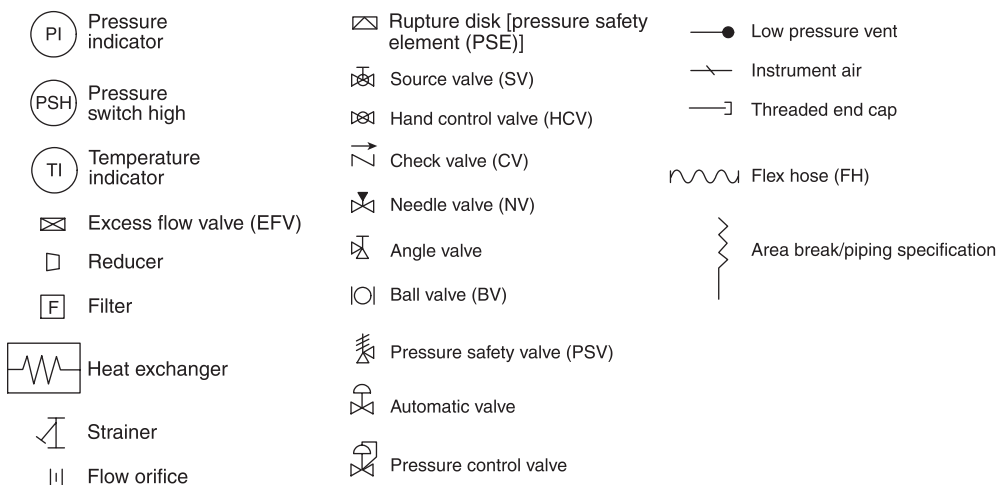 PI
Pressure
indicator
PSH
Pressure
switch high
TI
Temperature
indicator
Excess flow valve (EFV)
Reducer
F
Filter
Heat exchanger
Strainer
Flow orifice
Rupture disk [pressure safety
element (PSE)]
Source valve (SV)
Hand control valve (HCV)
Check valve (CV)
Needle valve (NV)
Angle valve
Ball valve (BV)
Pressure safety valve (PSV)
Automatic valve
Pressure control valve
Low pressure vent
Instrument air
Threaded end cap
Flex hose (FH)
Area break/piping specification